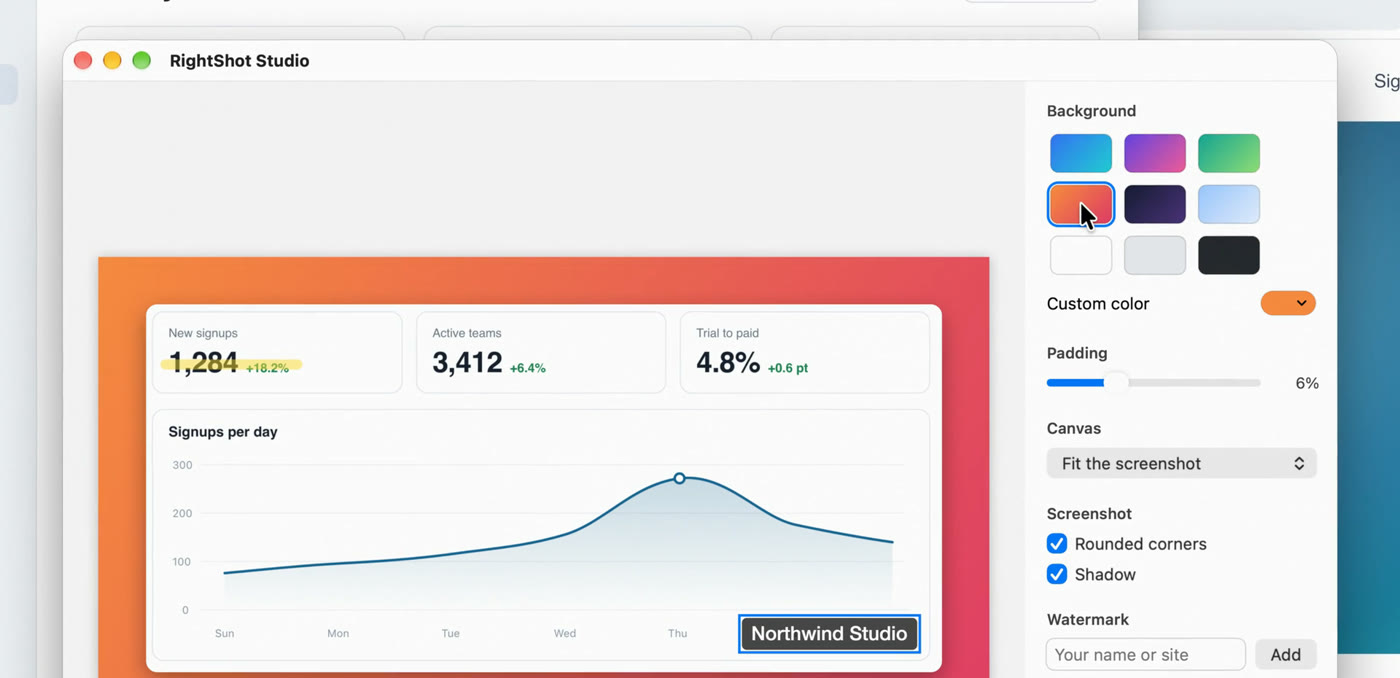 RightShot Studio
Sig
Background
Custom color
Padding
6%
Canvas
Fit the screenshot
Screenshot
Rounded corners
Shadow
Watermark
Your name or site
Add
New signups
1,284 +18.2%
Active teams
3,412 +6.4%
Trial to paid
4.8% +0.6 pt
Signups per day
300
200
100
0
Sun Mon Tue Wed Thu
Northwind Studio